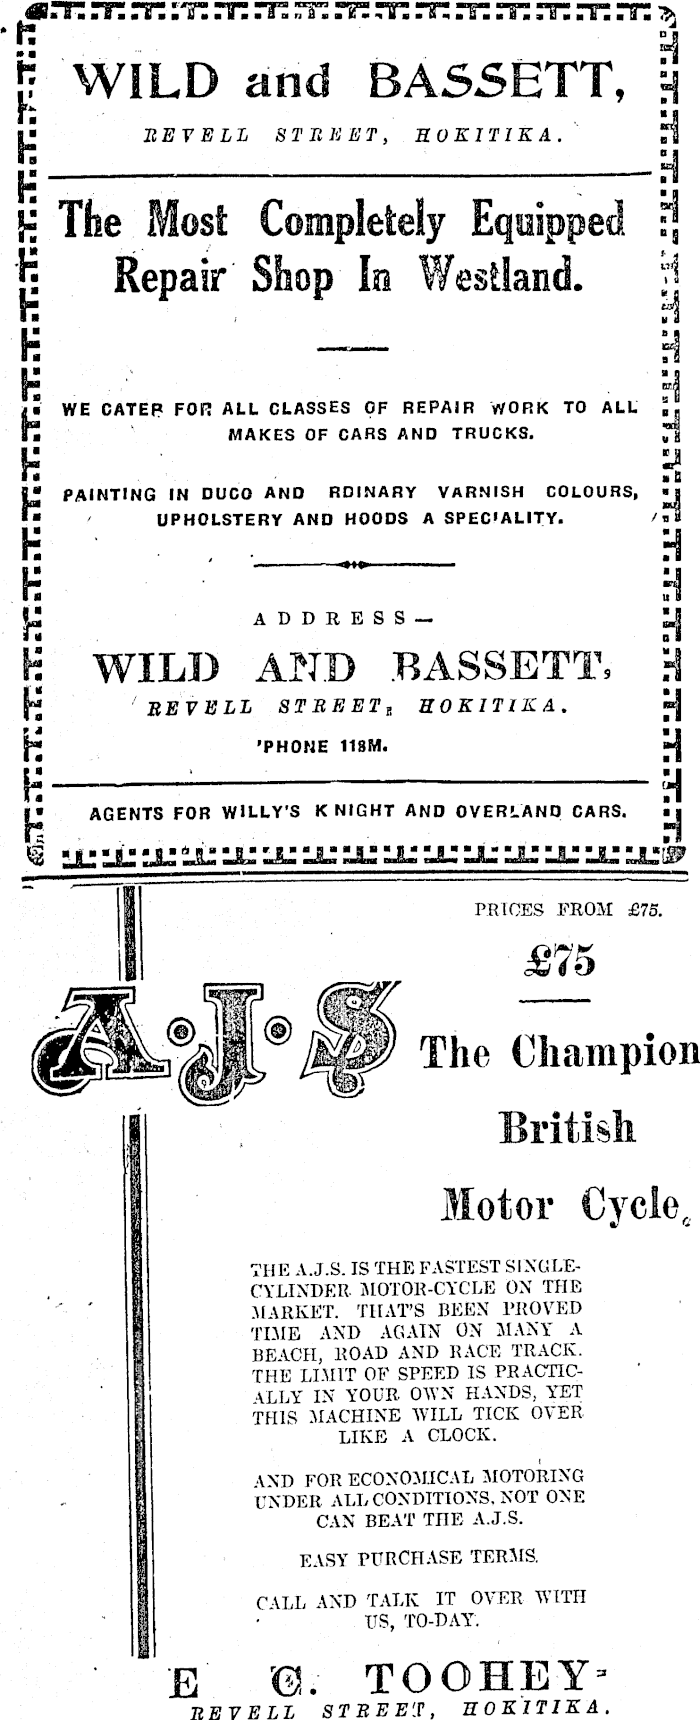 WILD and BASSETT,
REVELL STREET, HOKITIKA.
The Most Completely Equipped
Repair Shop In Westland.
WE CATER FOR ALL CLASSES OF REPAIR WORK TO ALL
MAKES OF CARS AND TRUCKS.
PAINTING IN DUCO AND RDINARY VARNISH COLOURS,
UPHOLSTERY AND HOODS A SPECIALITY.
ADDRESS—
WILD AND BASSETT,
REVELL STREET, HOKITIKA.
'PHONE 118M.
AGENTS FOR WILLY'S KNIGHT AND OVERLAND CARS.
PRICES FROM £75.
£75
A.J.S
The Champion
British
Motor Cycle.
THE A.J.S. IS THE FASTEST SINGLE-
CYLINDER MOTOR-CYCLE ON THE
MARKET. THAT'S BEEN PROVED
TIME AND AGAIN ON MANY A
BEACH, ROAD AND RACE TRACK.
THE LIMIT OF SPEED IS PRACTIC-
ALLY IN YOUR OWN HANDS, YET
THIS MACHINE WILL TICK OVER
LIKE A CLOCK.
AND FOR ECONOMICAL MOTORING
UNDER ALL CONDITIONS, NOT ONE
CAN BEAT THE A.J.S.
EASY PURCHASE TERMS.
CALL AND TALK IT OVER WITH
US, TO-DAY.
E C. TOOHEY-
REVELL STREET, HOKITIKA.